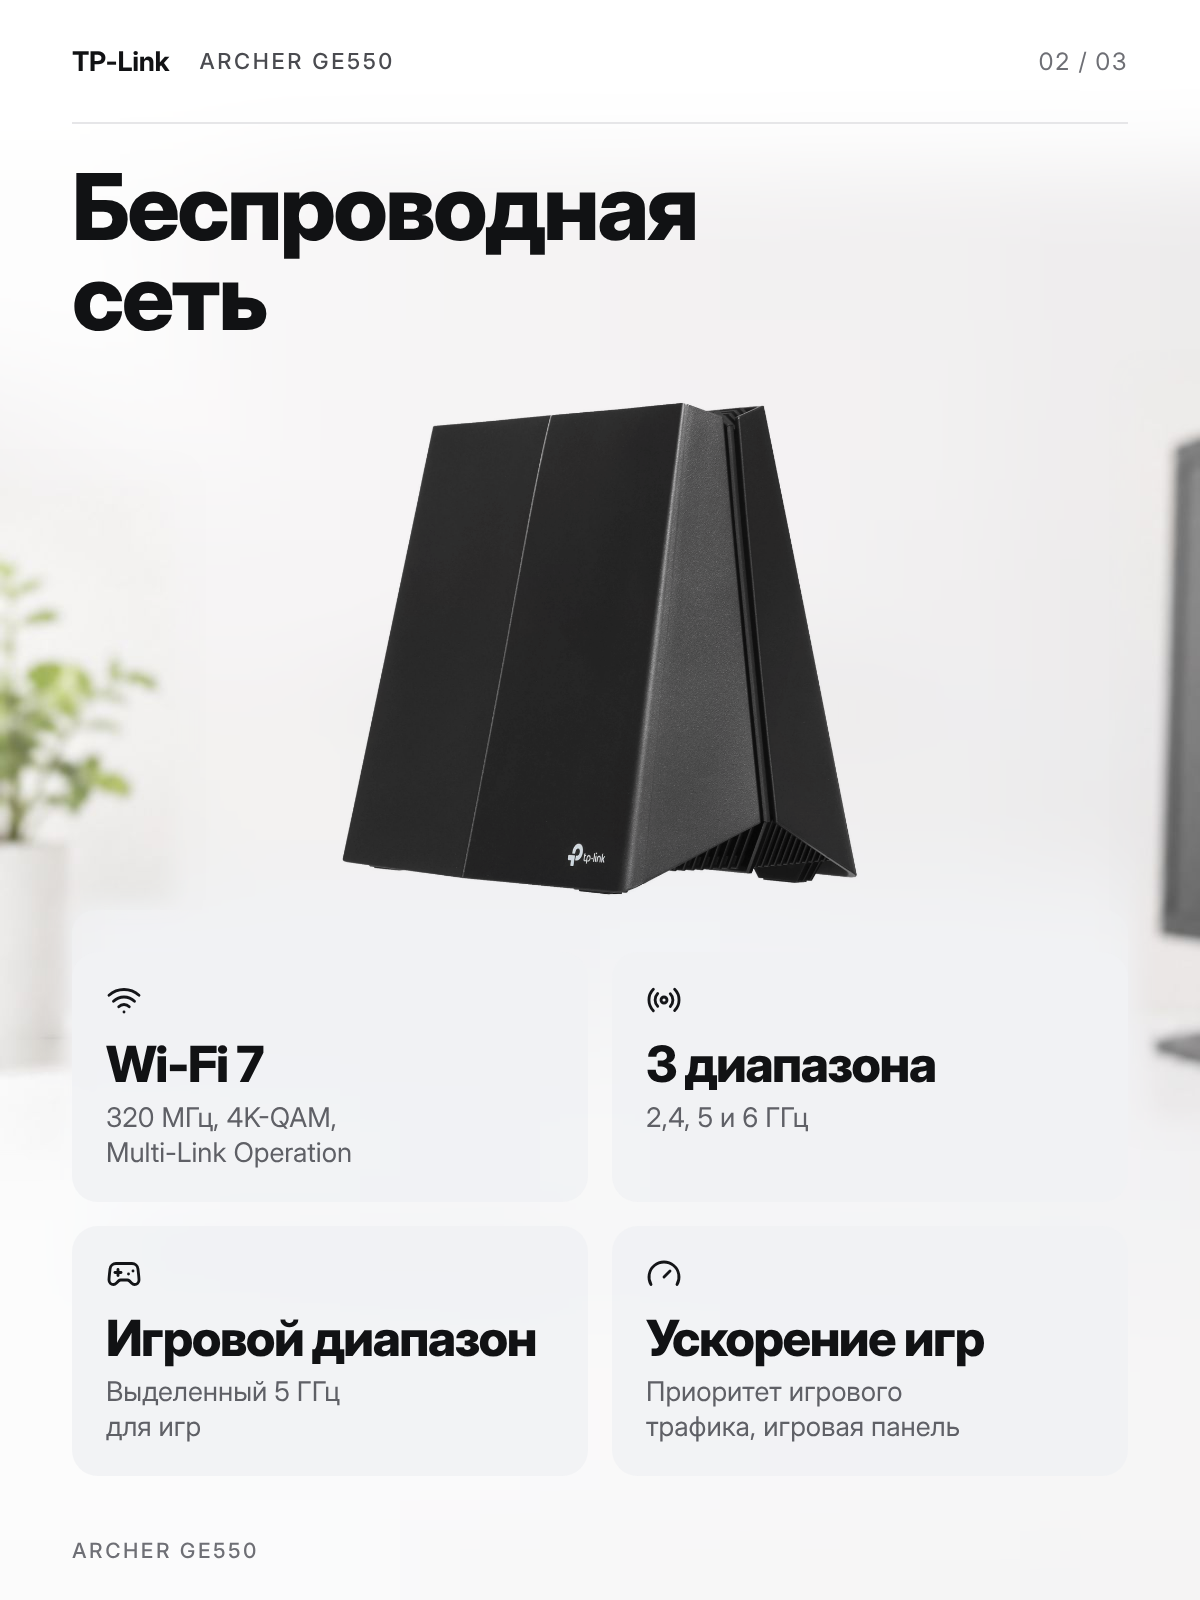 TP-Link ARCHER GE550 02 / 03
Беспроводная
сеть
tp-link
Wi-Fi 7
320 МГц, 4K-QAM,
Multi-Link Operation
3 диапазона
2,4, 5 и 6 ГГц
Игровой диапазон
Выделенный 5 ГГц
для игр
Ускорение игр
Приоритет игрового
трафика, игровая панель
ARCHER GE550